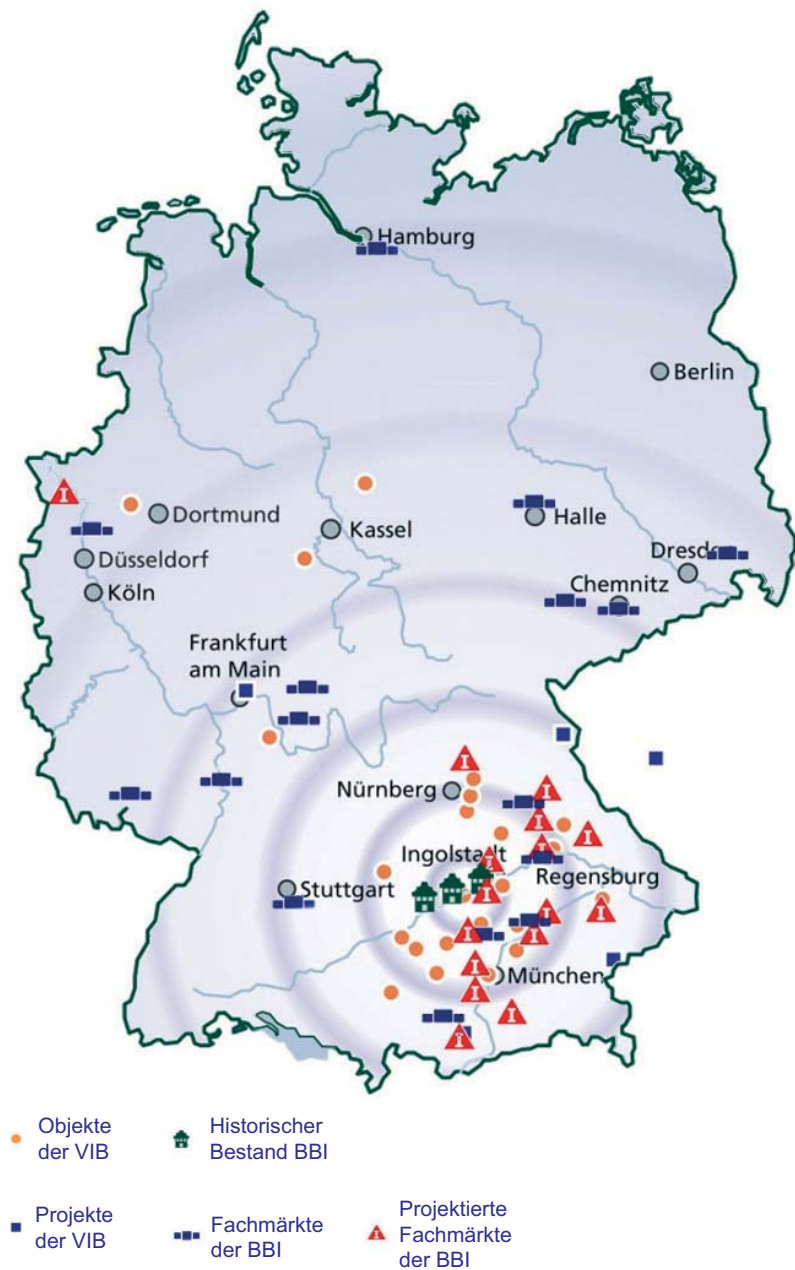 Hamburg
Berlin
Dortmund
Kassel
Halle
Düsseldorf
Dresd
Köln
Chemnitz
Frankfurt
am Main
Nürnberg
Ingolstadt
Regensburg
Stuttgart
München
Objekte
der VIB
Historischer
Bestand BBI
Projekte
der VIB
Fachmärkte
der BBI
Projektierte
Fachmärkte
der BBI